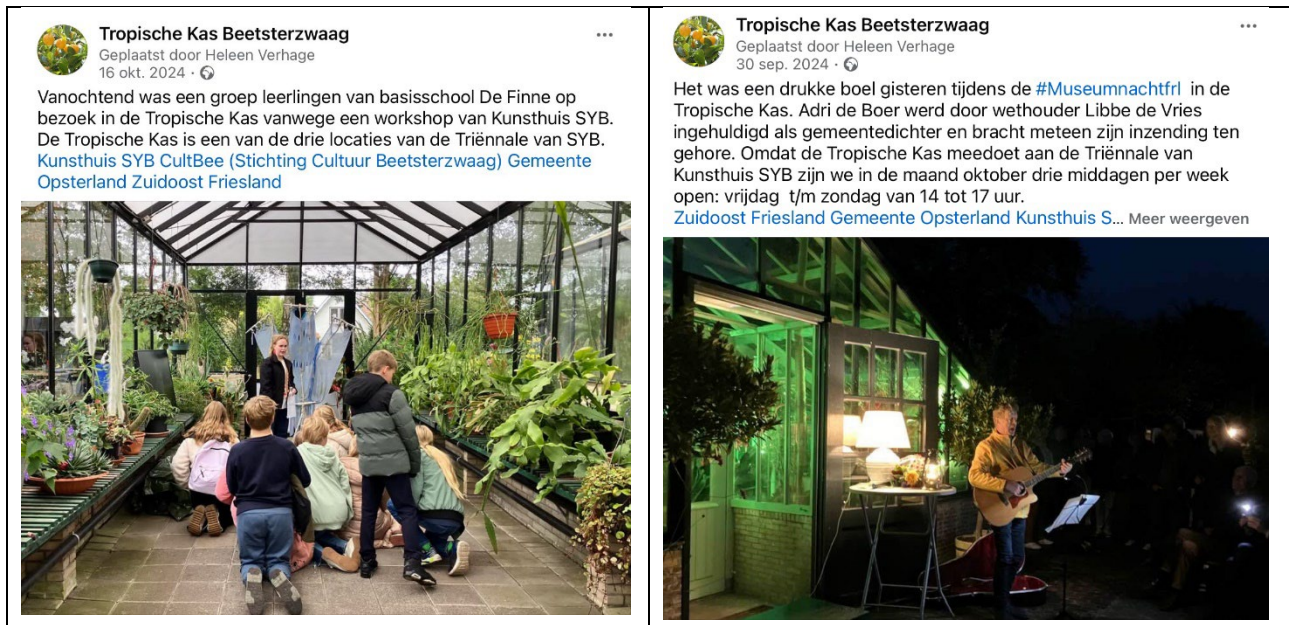 Tropische Kas Beetsterzwaag
Geplaatst door Heleen Verhage
16 okt. 2024 ·
Vanochtend was een groep leerlingen van basisschool De Finne op
bezoek in de Tropische Kas vanwege een workshop van Kunsthuis SYB.
De Tropische Kas is een van de drie locaties van de Triënnale van SYB.
Kunsthuis SYB CultBee (Stichting Cultuur Beetsterzwaag) Gemeente
Opsterland Zuidoost Friesland
Tropische Kas Beetsterzwaag
Geplaatst door Heleen Verhage
30 sep. 2024 ·
Het was een drukke boel gisteren tijdens de #Museumnachtfrl in de
Tropische Kas. Adri de Boer werd door wethouder Libbe de Vries
ingehuldigd als gemeentedichter en bracht meteen zijn inzending ten
gehore. Omdat de Tropische Kas meedoet aan de Triënnale van
Kunsthuis SYB zijn we in de maand oktober drie middagen per week
open: vrijdag t/m zondag van 14 tot 17 uur.
Zuidoost Friesland Gemeente Opsterland Kunsthuis S... Meer weergeven